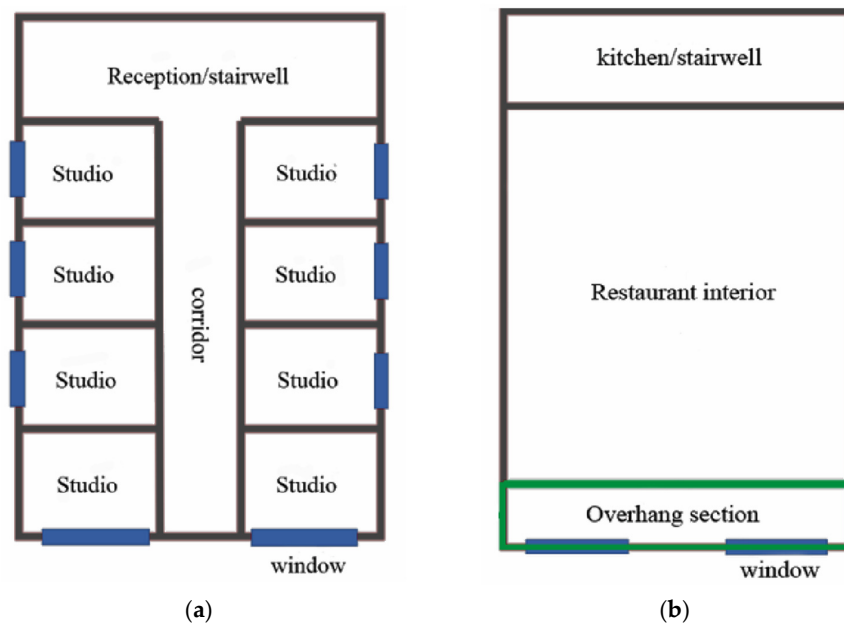 Reception/stairwell
Studio
Studio
Studio
Studio
corridor
Studio
Studio
Studio
Studio
window
(a)
kitchen/stairwell
Restaurant interior
Overhang section
window
(b)